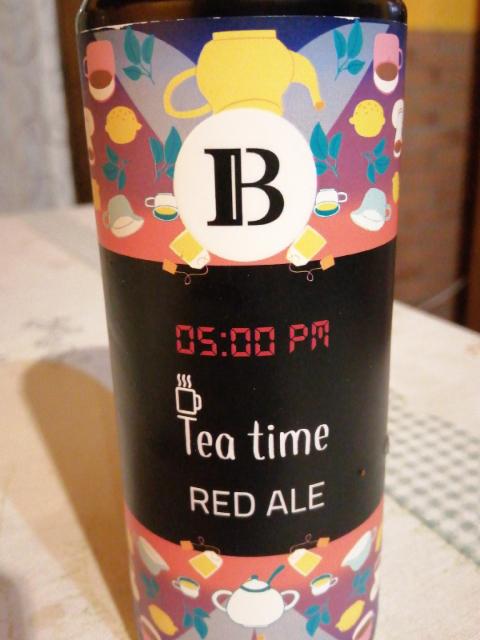 B
05:00 PM
Tea time
RED ALE